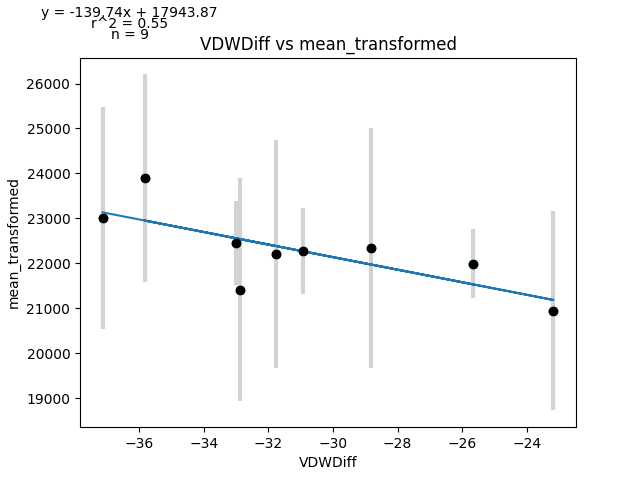 y = -139.74x + 17943.87
r^2 = 0.55
n = 9
VDWDiff vs mean_transformed
mean_transformed
26000
25000
24000
23000
22000
21000
20000
19000
−36 −34 −32 −30 −28 −26 −24
VDWDiff